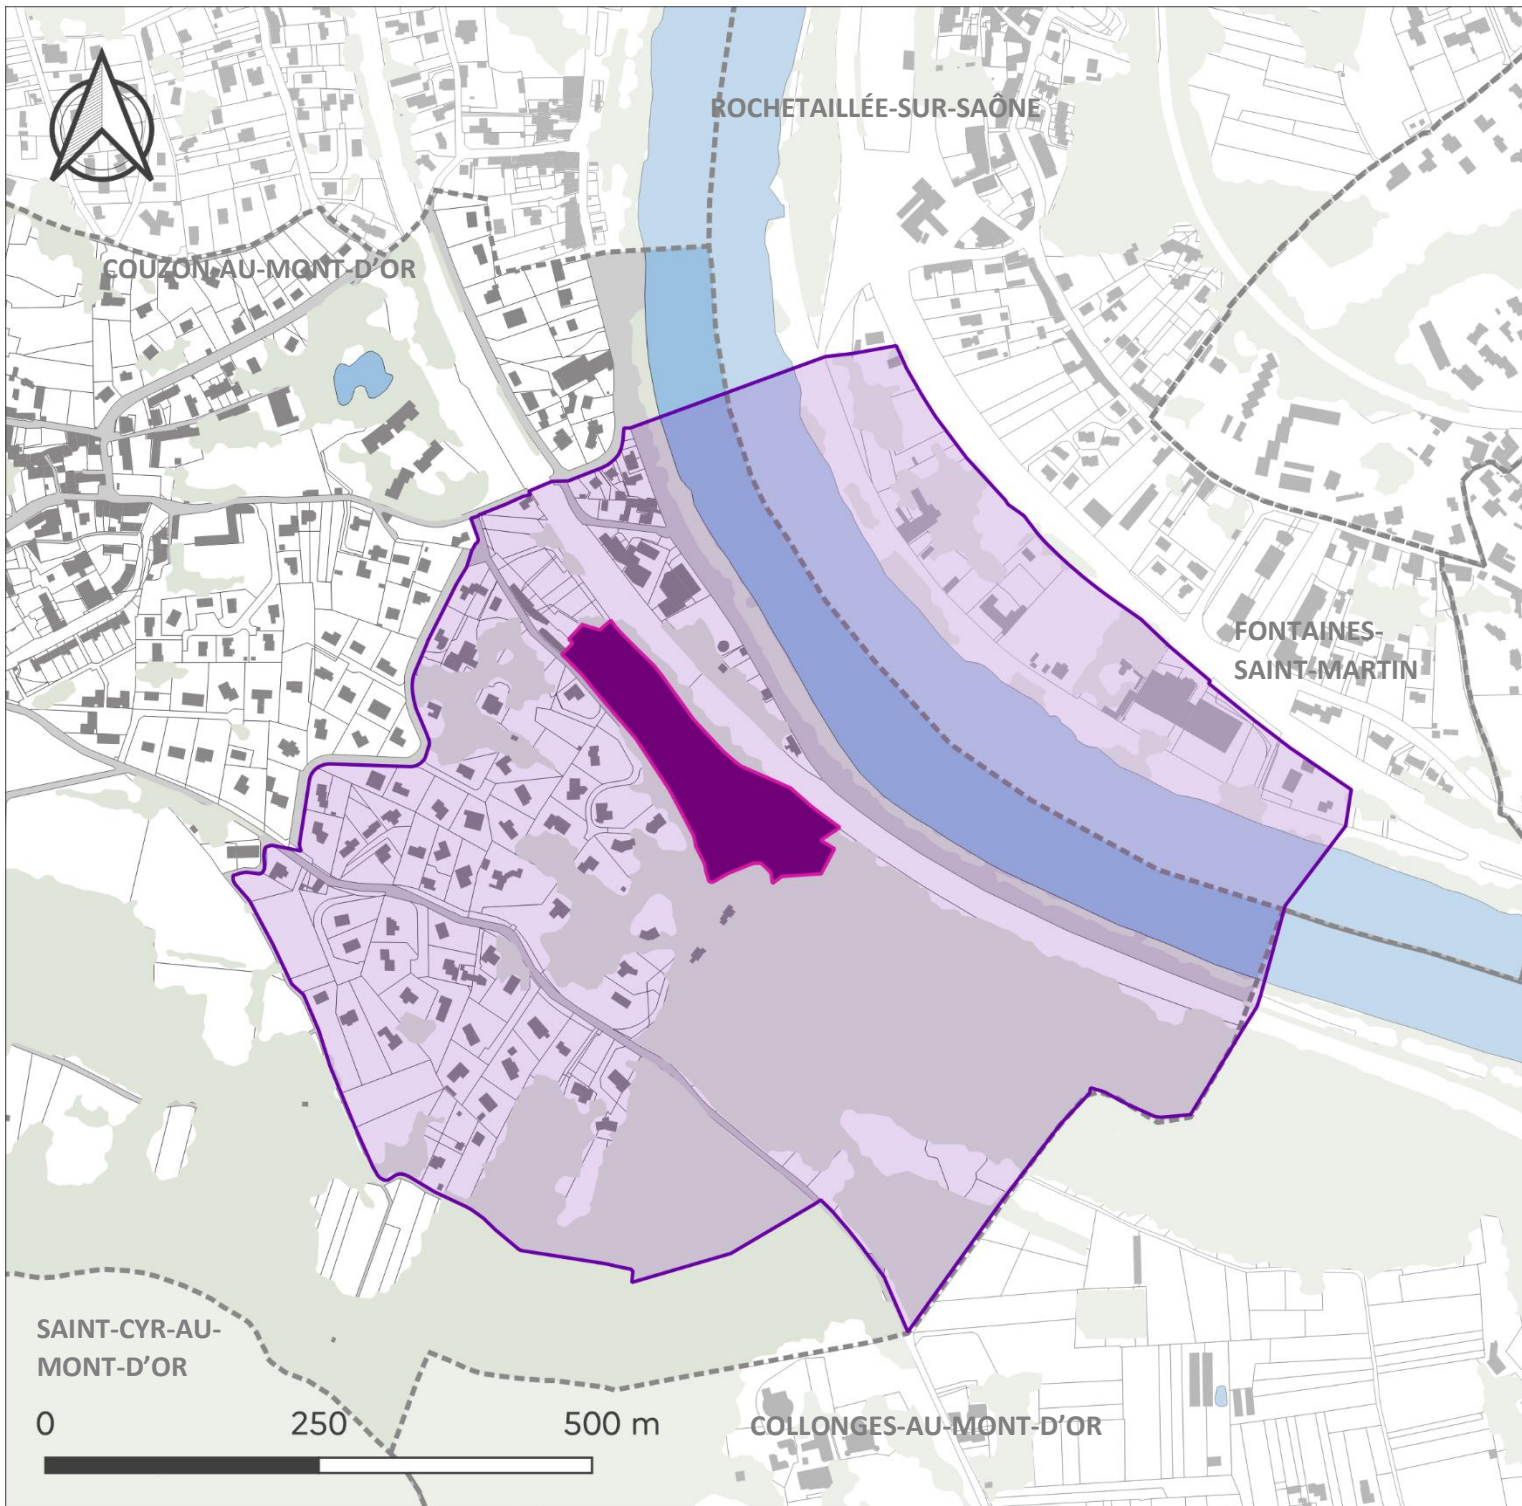 ROCHETAILLÉE-SUR-SAÔNE
COUZON-AU-MONT-D'OR
FONTAINES-
SAINT-MARTIN
SAINT-CYR-AU-
MONT-D'OR
COLLONGES-AU-MONT-D'OR
0 250 500 m